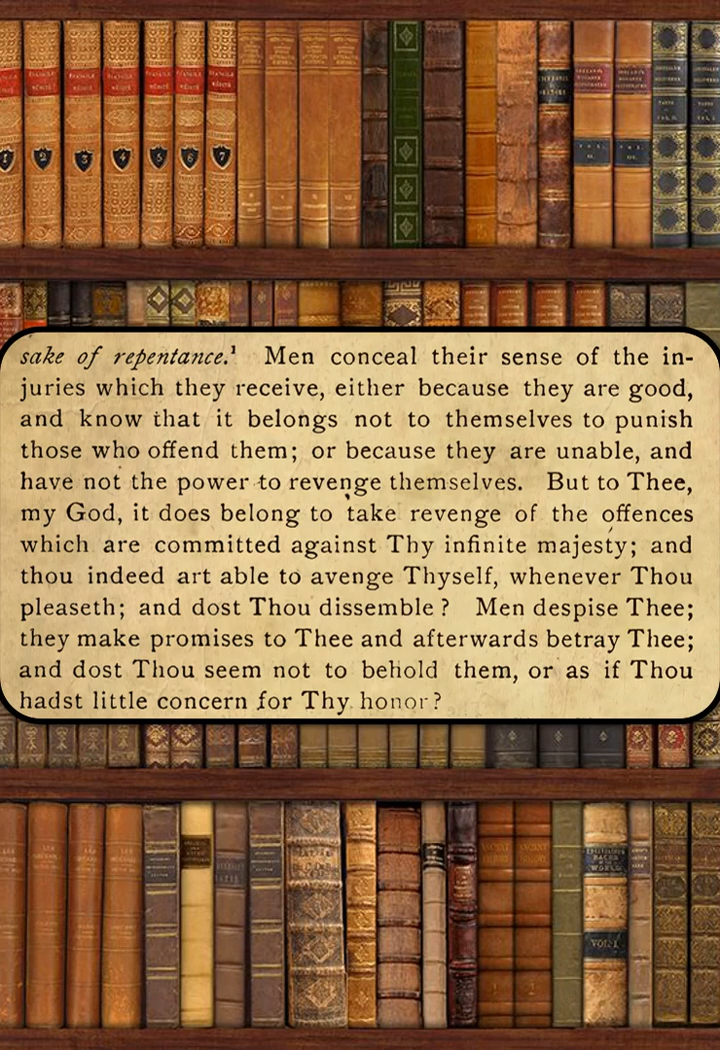 sake of repentance.¹ Men conceal their sense of the in-
juries which they receive, either because they are good,
and know that it belongs not to themselves to punish
those who offend them; or because they are unable, and
have not the power to revenge themselves. But to Thee,
my God, it does belong to take revenge of the offences
which are committed against Thy infinite majesty; and
thou indeed art able to avenge Thyself, whenever Thou
pleaseth; and dost Thou dissemble? Men despise Thee;
they make promises to Thee and afterwards betray Thee;
and dost Thou seem not to behold them, or as if Thou
hadst little concern for Thy honor?